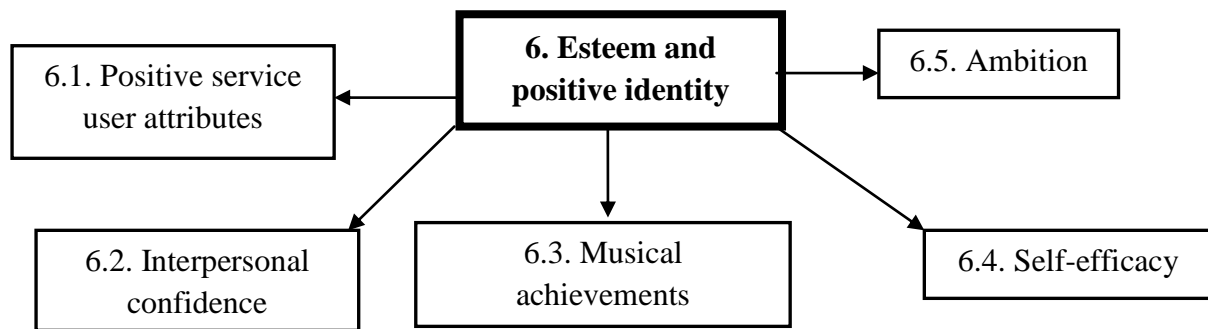 6. Esteem and
positive identity
6.1. Positive service
user attributes
6.2. Interpersonal
confidence
6.3. Musical
achievements
6.4. Self-efficacy
6.5. Ambition